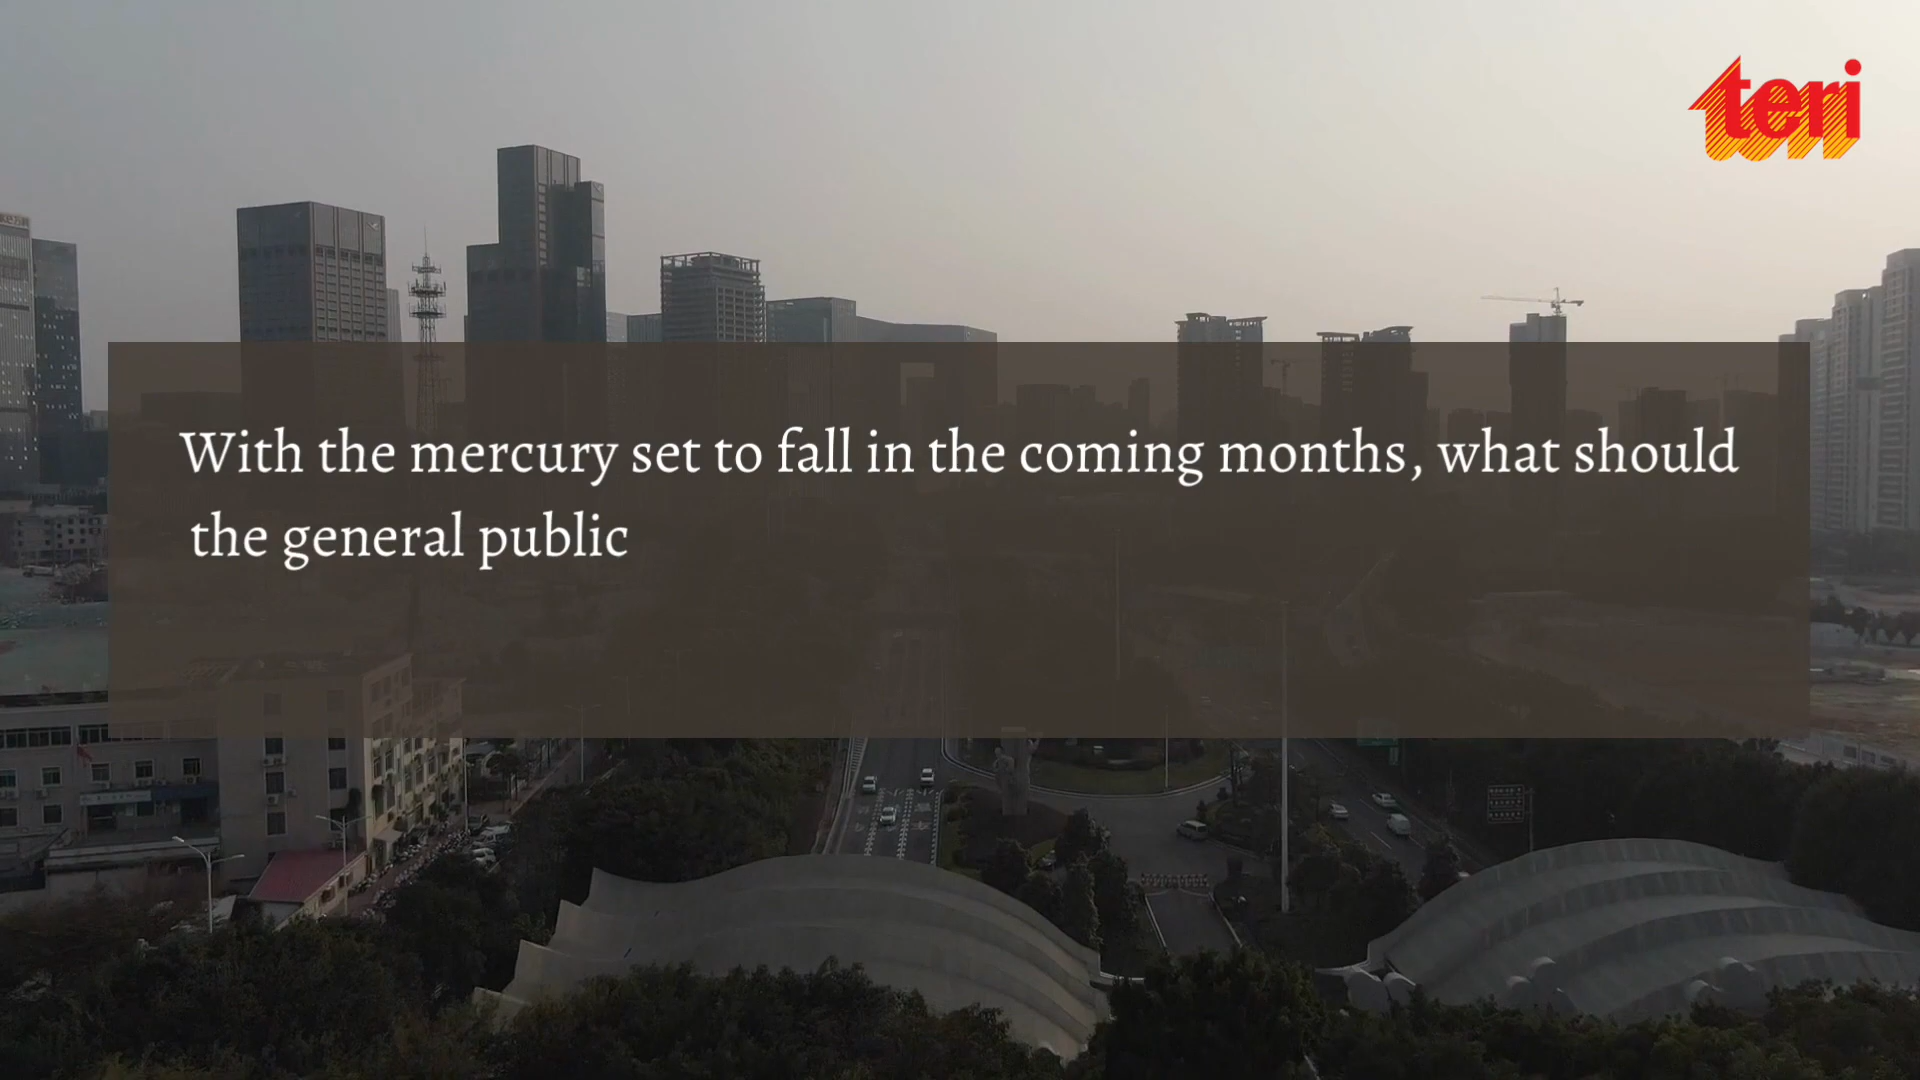 teri
With the mercury set to fall in the coming months, what should
the general public